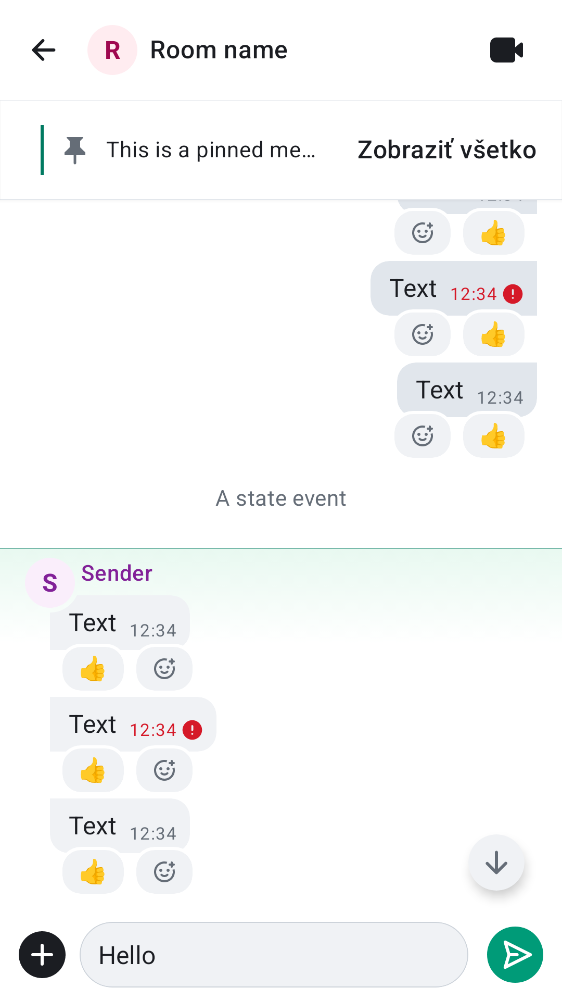 R Room name
This is a pinned me… Zobraziť všetko
Text 12:34
Text 12:34
A state event
S Sender
Text 12:34
Text 12:34
Text 12:34
Hello